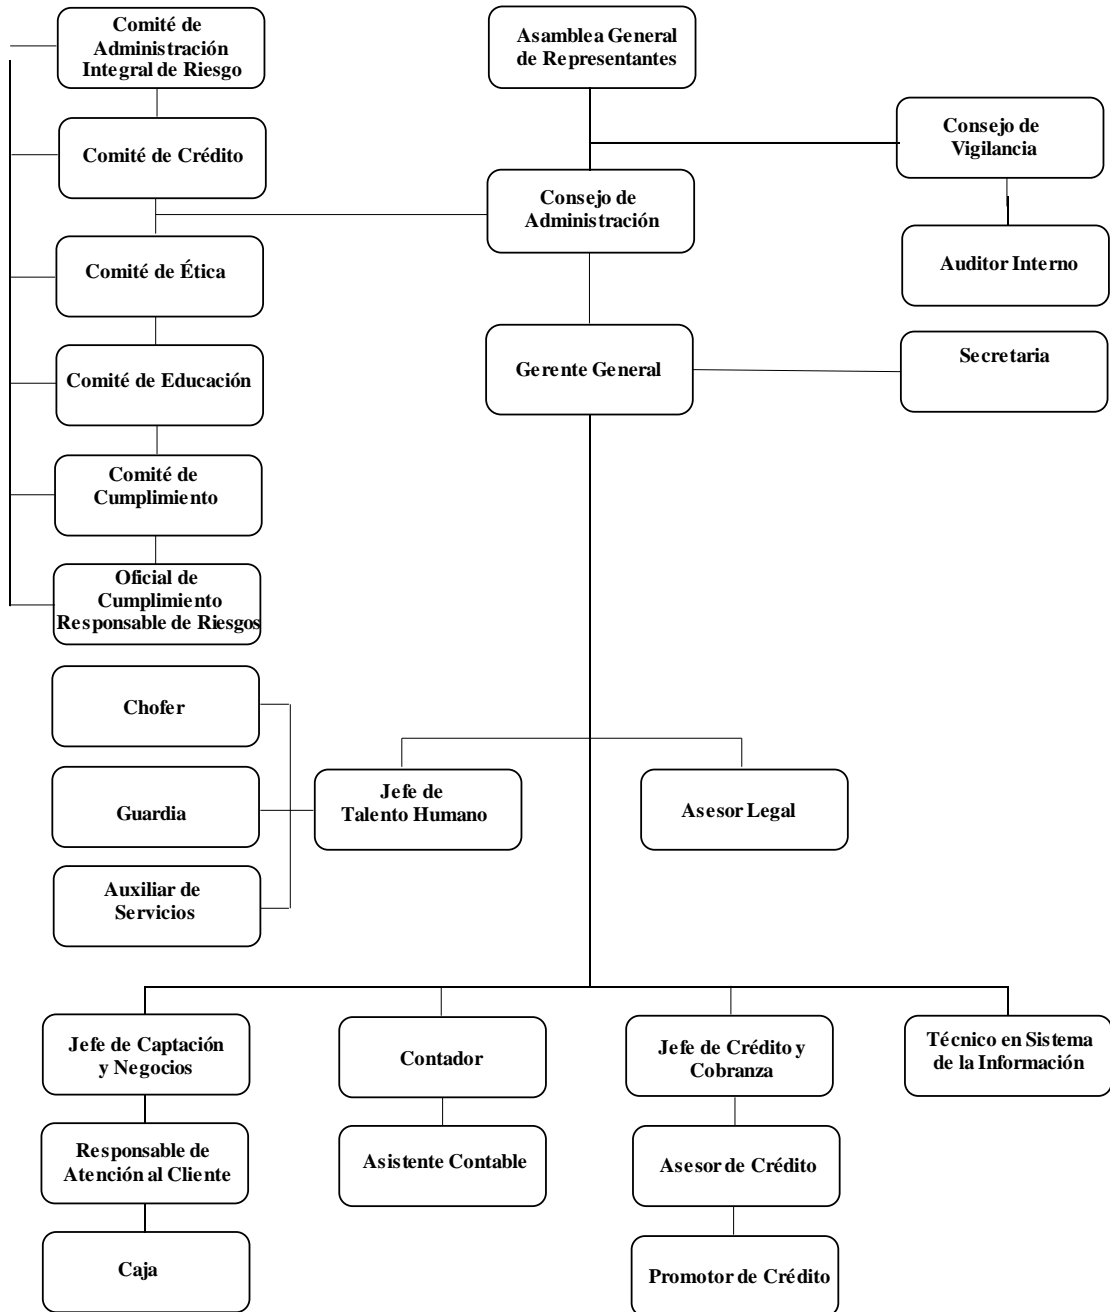 Comité de
Administración
Integral de Riesgo
Asamblea General
de Representantes
Consejo de
Vigilancia
Comité de Crédito
Consejo de
Administración
Comité de Ética
Auditor Interno
Gerente General
Secretaria
Comité de Educación
Comité de
Cumplimiento
Oficial de
Cumplimiento
Responsable de Riesgos
Chofer
Jefe de
Talento Humano
Asesor Legal
Guardia
Auxiliar de
Servicios
Jefe de Captación
y Negocios
Contador
Jefe de Crédito y
Cobranza
Técnico en Sistema
de la Información
Responsable de
Atención al Cliente
Asistente Contable
Asesor de Crédito
Caja
Promotor de Crédito